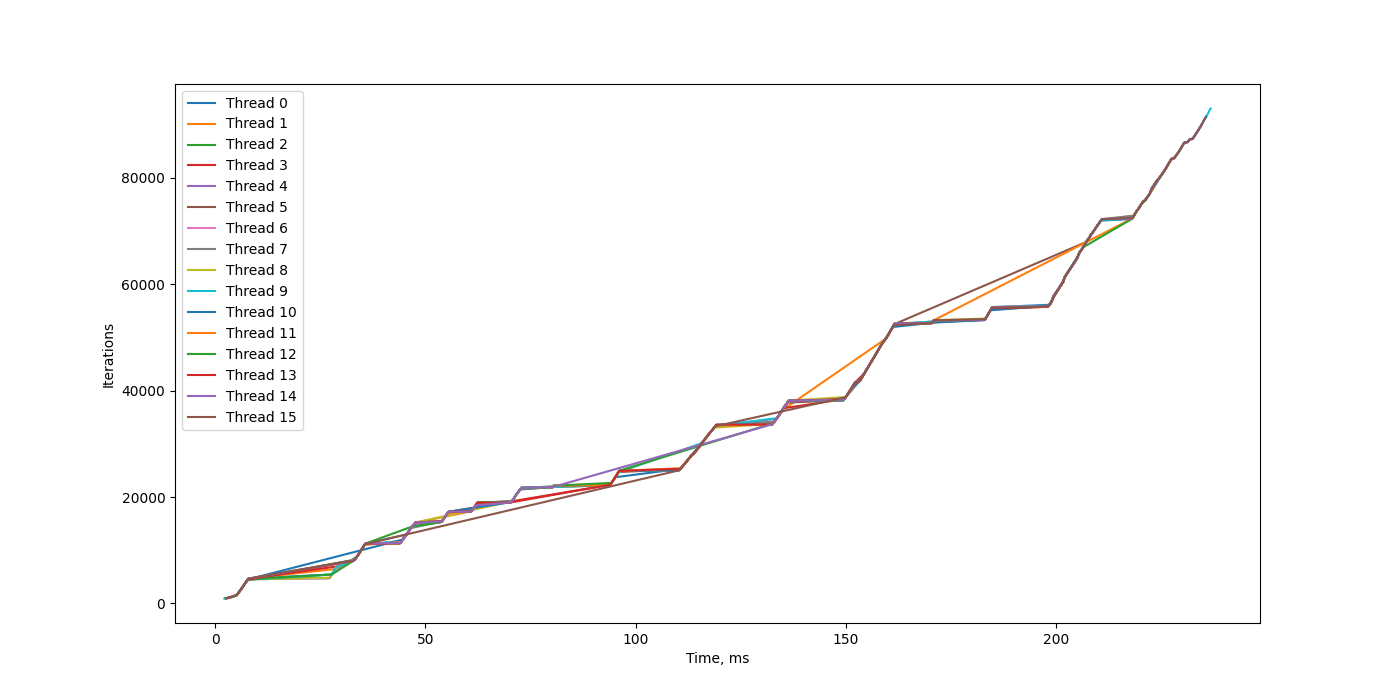 Thread 0
Thread 1
Thread 2
Thread 3
Thread 4
Thread 5
Thread 6
Thread 7
Thread 8
Thread 9
Thread 10
Thread 11
Thread 12
Thread 13
Thread 14
Thread 15
80000
60000
40000
20000
0
Iterations
0 50 100 150 200
Time, ms